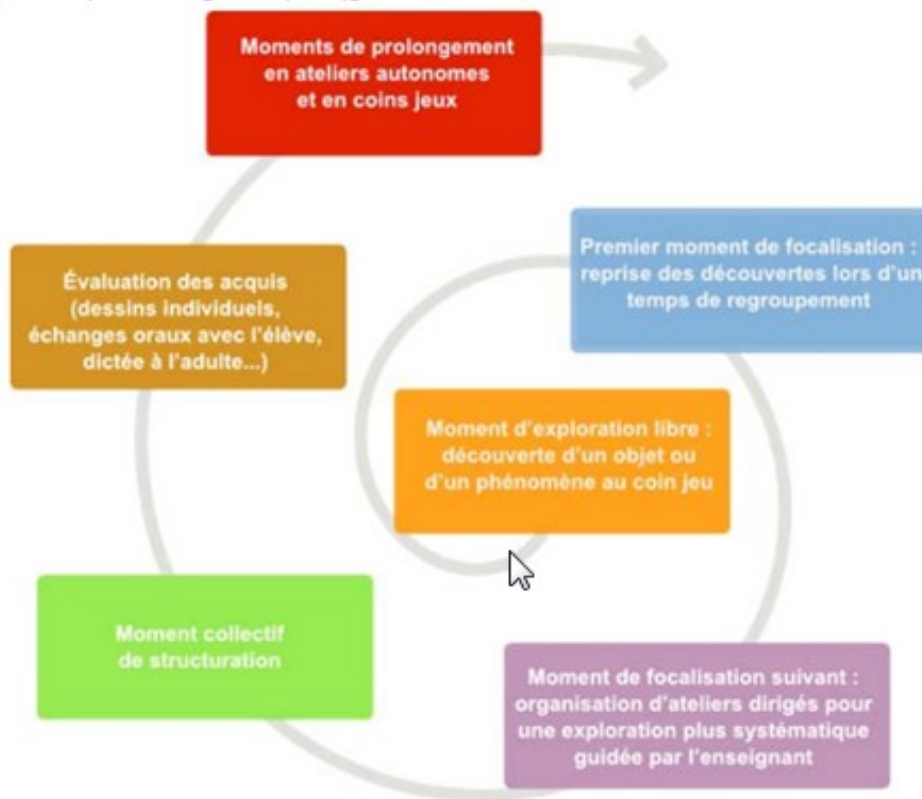 Moments de prolongement
en ateliers autonomes
et en coins jeux
Premier moment de focalisation :
reprise des découvertes lors d'un
temps de regroupement
Évaluation des acquis
(dessins individuels,
échanges oraux avec l'élève,
dictée à l'adulte...)
Moment d'exploration libre :
découverte d'un objet ou
d'un phénomène au coin jeu
Moment collectif
de structuration
Moment de focalisation suivant :
organisation d'ateliers dirigés pour
une exploration plus systématique
guidée par l'enseignant